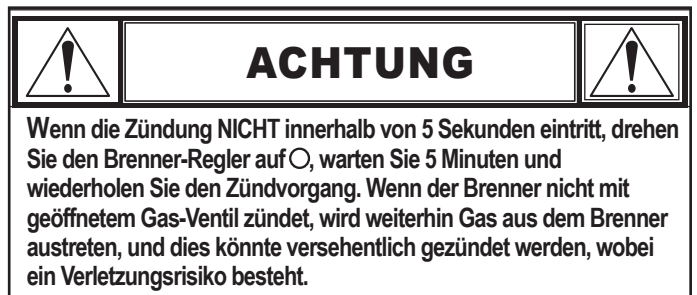 ACHTUNG
Wenn die Zündung NICHT innerhalb von 5 Sekunden eintritt, drehen
Sie den Brenner-Regler auf ○, warten Sie 5 Minuten und
wiederholen Sie den Zündvorgang. Wenn der Brenner nicht mit
geöffnetem Gas-Ventil zündet, wird weiterhin Gas aus dem Brenner
austreten, und dies könnte versehentlich gezündet werden, wobei
ein Verletzungsrisiko besteht.